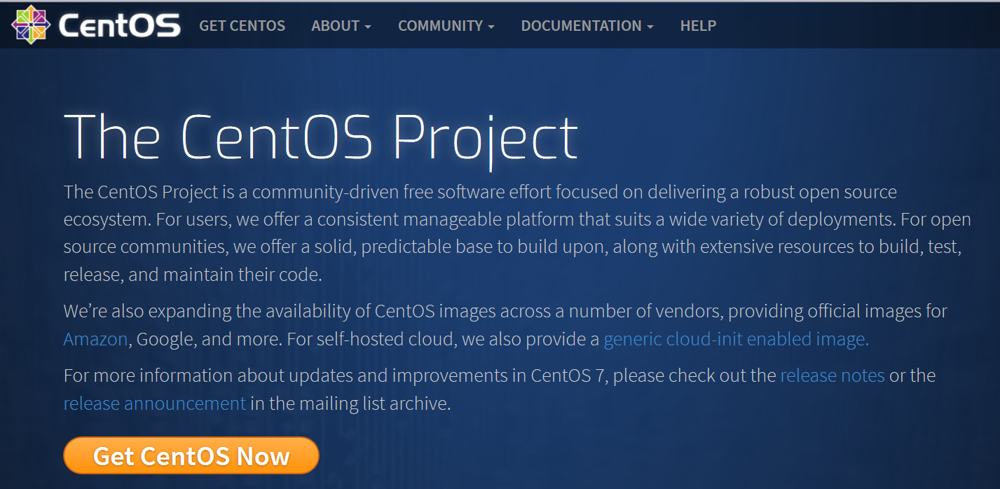 CentOS GET CENTOS ABOUT COMMUNITY DOCUMENTATION HELP
The CentOS Project
The CentOS Project is a community-driven free software effort focused on delivering a robust open source
ecosystem. For users, we offer a consistent manageable platform that suits a wide variety of deployments. For open
source communities, we offer a solid, predictable base to build upon, along with extensive resources to build, test,
release, and maintain their code.
We’re also expanding the availability of CentOS images across a number of vendors, providing official images for
Amazon, Google, and more. For self-hosted cloud, we also provide a generic cloud-init enabled image.
For more information about updates and improvements in CentOS 7, please check out the release notes or the
release announcement in the mailing list archive.
Get CentOS Now